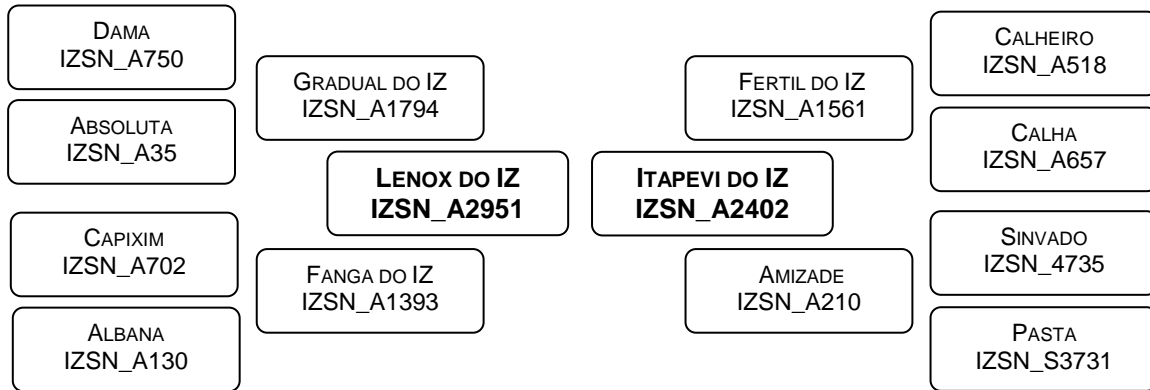 DAMA
IZSN_A750
ABSOLUTA
IZSN_A35
CAPIXIM
IZSN_A702
ALBANA
IZSN_A130
GRADUAL DO IZ
IZSN_A1794
FANGA DO IZ
IZSN_A1393
LENOX DO IZ
IZSN_A2951
ITAPEVI DO IZ
IZSN_A2402
FERTIL DO IZ
IZSN_A1561
AMIZADE
IZSN_A210
CALHEIRO
IZSN_A518
CALHA
IZSN_A657
SINVADO
IZSN_4735
PASTA
IZSN_S3731